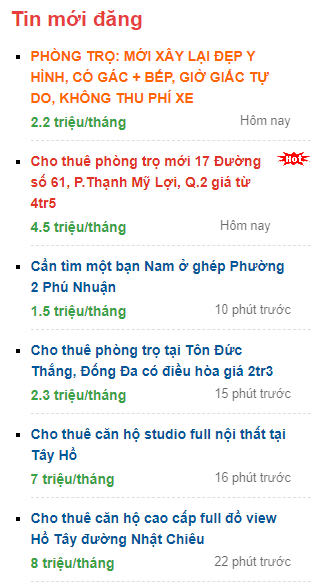 Tin mới đăng
PHÒNG TRỌ: MỚI XÂY LẠI ĐẸP Y
HÌNH, CÓ GÁC + BẾP, GIỜ GIẤC TỰ
DO, KHÔNG THU PHÍ XE
2.2 triệu/tháng Hôm nay
Cho thuê phòng trọ mới 17 Đường HOT
số 61, P.Thạnh Mỹ Lợi, Q.2 giá từ
4tr5
4.5 triệu/tháng Hôm nay
Cần tìm một bạn Nam ở ghép Phường
2 Phú Nhuận
1.5 triệu/tháng 10 phút trước
Cho thuê phòng trọ tại Tôn Đức
Thắng, Đống Đa có điều hòa giá 2tr3
2.3 triệu/tháng 15 phút trước
Cho thuê căn hộ studio full nội thất tại
Tây Hồ
7 triệu/tháng 16 phút trước
Cho thuê căn hộ cao cấp full đồ view
Hồ Tây đường Nhật Chiêu
8 triệu/tháng 22 phút trước